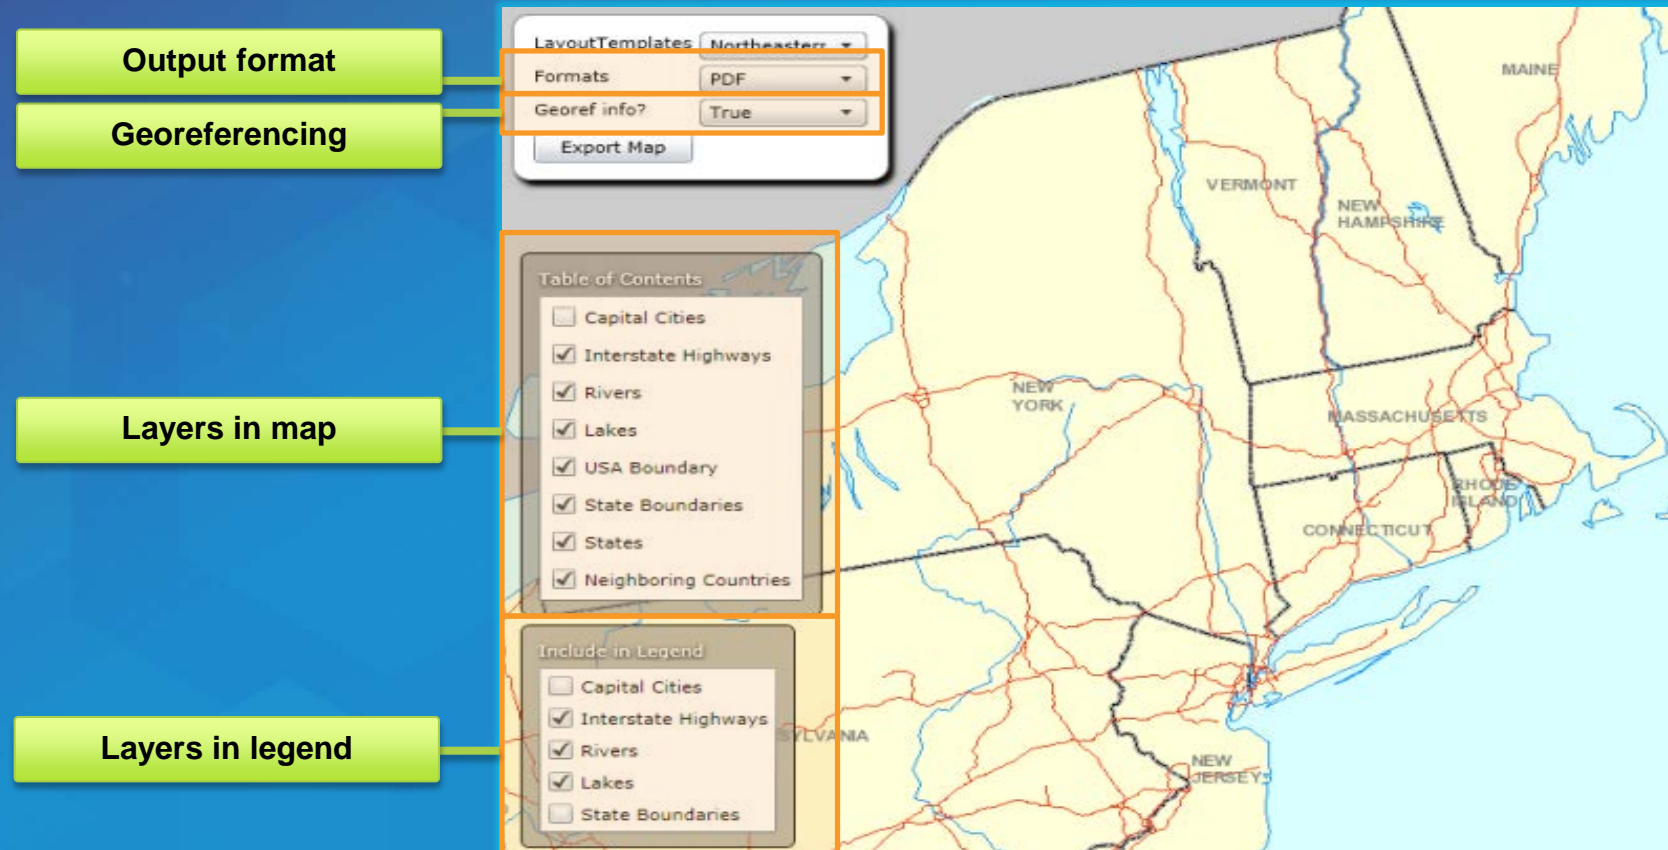 Output format
Georeferencing
Layers in map
Layers in legend
LayoutTemplates
Formats PDF
Georef info? True
Export Map
Table of Contents
Capital Cities
Interstate Highways
Rivers
Lakes
USA Boundary
State Boundaries
States
Neighboring Countries
Include in Legend
Capital Cities
Interstate Highways
Rivers
Lakes
State Boundaries
MAINE
VERMONT
NEW
HAMPSHIRE
NEW
YORK
MASSACHUSETTS
RHODE
ISLAND
CONNECTICUT
SYLVANIA
NEW
JERSEY